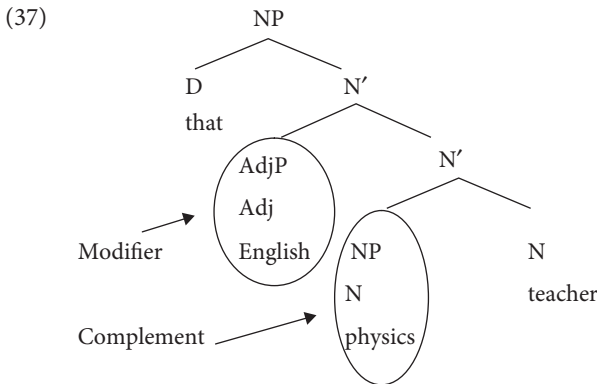 (37) NP
D N′
that
N′
AdjP
Adj
Modifier English NP N
N teacher
Complement physics